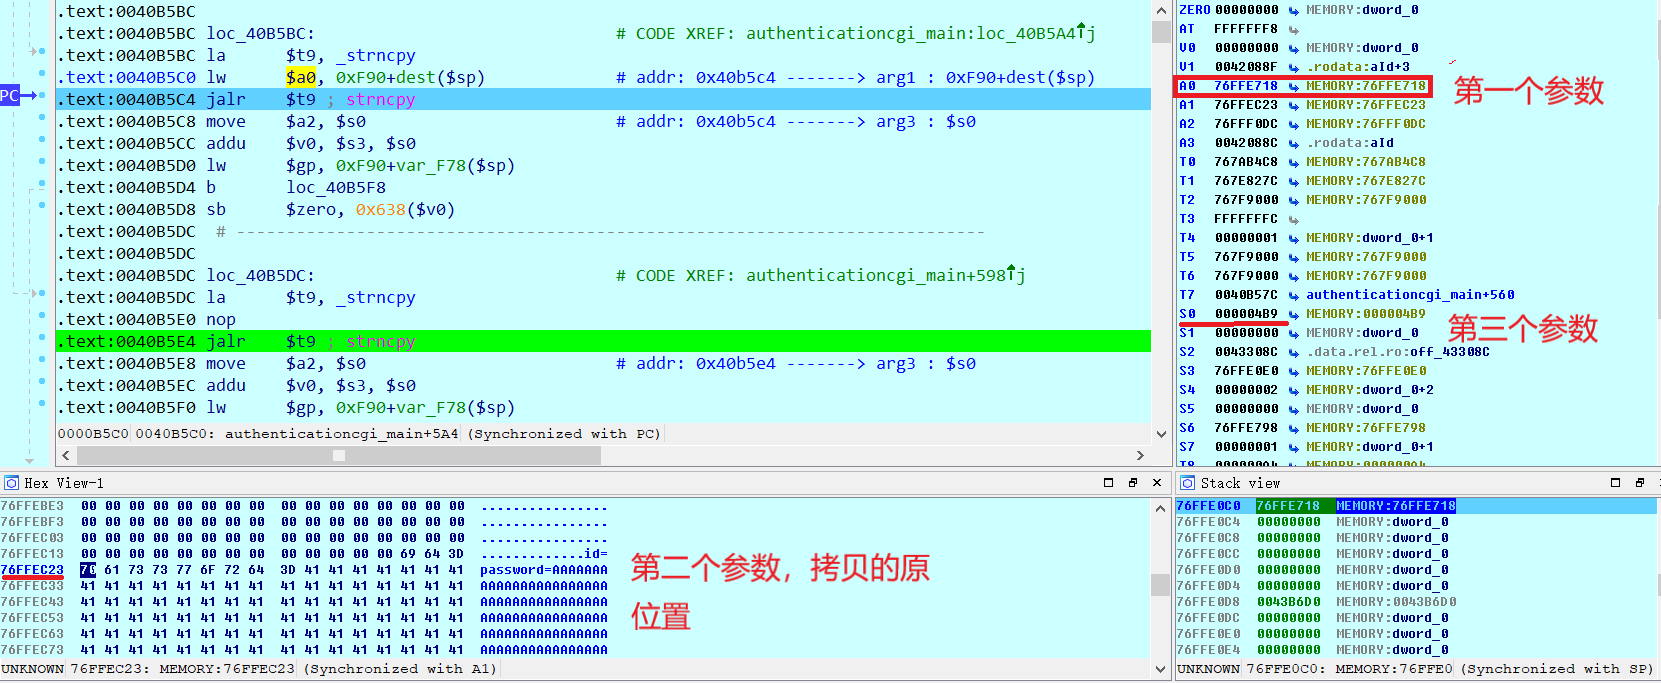 .text:0040B5BC
.text:0040B5BC loc_40B5BC: # CODE XREF: authenticationcgi_main:loc_40B5A4↑j
.text:0040B5BC la $t9, _strncpy
.text:0040B5C0 lw $a0, 0xF90+dest($sp) # addr: 0x40b5c4 -------> arg1 : 0xF90+dest($sp)
PC .text:0040B5C4 jalr $t9 ; strncpy
.text:0040B5C8 move $a2, $s0 # addr: 0x40b5c4 -------> arg3 : $s0
.text:0040B5CC addu $v0, $s3, $s0
.text:0040B5D0 lw $gp, 0xF90+var_F78($sp)
.text:0040B5D4 b loc_40B5F8
.text:0040B5D8 sb $zero, 0x638($v0)
.text:0040B5DC # ---------------------------------------------------------------------------
.text:0040B5DC
.text:0040B5DC loc_40B5DC: # CODE XREF: authenticationcgi_main+598↑j
.text:0040B5DC la $t9, _strncpy
.text:0040B5E0 nop
.text:0040B5E4 jalr $t9 ; strncpy
.text:0040B5E8 move $a2, $s0 # addr: 0x40b5e4 -------> arg3 : $s0
.text:0040B5EC addu $v0, $s3, $s0
.text:0040B5F0 lw $gp, 0xF90+var_F78($sp)
0000B5C0 0040B5C0: authenticationcgi_main+5A4 (Synchronized with PC)
ZERO 00000000 MEMORY:dword_0
AT FFFFFFF8
V0 00000000 MEMORY:dword_0
V1 0042088F .rodata:aId+3
A0 76FFE718 MEMORY:76FFE718
第一个参数
A1 76FFEC23 MEMORY:76FFEC23
A2 76FFF0DC MEMORY:76FFF0DC
A3 0042088C .rodata:aId
T0 767AB4C8 MEMORY:767AB4C8
T1 767E827C MEMORY:767E827C
T2 767F9000 MEMORY:767F9000
T3 FFFFFFFC
T4 00000001 MEMORY:dword_0+1
T5 767F9000 MEMORY:767F9000
T6 767F9000 MEMORY:767F9000
T7 0040B57C authenticationcgi_main+560
S0 000004B9 MEMORY:000004B9
第三个参数
S1 00000000 MEMORY:dword_0
S2 0043308C .data.rel.ro:off_43308C
S3 76FFE0E0 MEMORY:76FFE0E0
S4 00000002 MEMORY:dword_0+2
S5 00000000 MEMORY:dword_0
S6 76FFE798 MEMORY:76FFE798
S7 00000001 MEMORY:dword_0+1
T8 000000A4 MEMORY:000000A4
Hex View-1
76FFEBE3 00 00 00 00 00 00 00 00 00 00 00 00 00 00 00 00 ................
76FFEBF3 00 00 00 00 00 00 00 00 00 00 00 00 00 00 00 00 ................
76FFEC03 00 00 00 00 00 00 00 00 00 00 00 00 00 00 00 00 ................
76FFEC13 00 00 00 00 00 00 00 00 00 00 00 00 00 69 64 3D .............id=
76FFEC23 70 61 73 73 77 6F 72 64 3D 41 41 41 41 41 41 41 password=AAAAAAA
76FFEC33 41 41 41 41 41 41 41 41 41 41 41 41 41 41 41 41 AAAAAAAAAAAAAAAA
76FFEC43 41 41 41 41 41 41 41 41 41 41 41 41 41 41 41 41 AAAAAAAAAAAAAAAA
76FFEC53 41 41 41 41 41 41 41 41 41 41 41 41 41 41 41 41 AAAAAAAAAAAAAAAA
76FFEC63 41 41 41 41 41 41 41 41 41 41 41 41 41 41 41 41 AAAAAAAAAAAAAAAA
76FFEC73 41 41 41 41 41 41 41 41 41 41 41 41 41 41 41 41 AAAAAAAAAAAAAAAA
第二个参数，拷贝的原
位置
UNKNOWN 76FFEC23: MEMORY:76FFEC23 (Synchronized with A1)
Stack view
76FFE0C0 76FFE718 MEMORY:76FFE718
76FFE0C4 00000000 MEMORY:dword_0
76FFE0C8 00000000 MEMORY:dword_0
76FFE0CC 00000000 MEMORY:dword_0
76FFE0D0 00000000 MEMORY:dword_0
76FFE0D4 00000000 MEMORY:dword_0
76FFE0D8 0043B6D0 MEMORY:0043B6D0
76FFE0DC 00000000 MEMORY:dword_0
76FFE0E0 00000000 MEMORY:dword_0
76FFE0E4 00000000 MEMORY:dword_0
UNKNOWN 76FFE0C0: MEMORY:76FFE0 (Synchronized with SP)